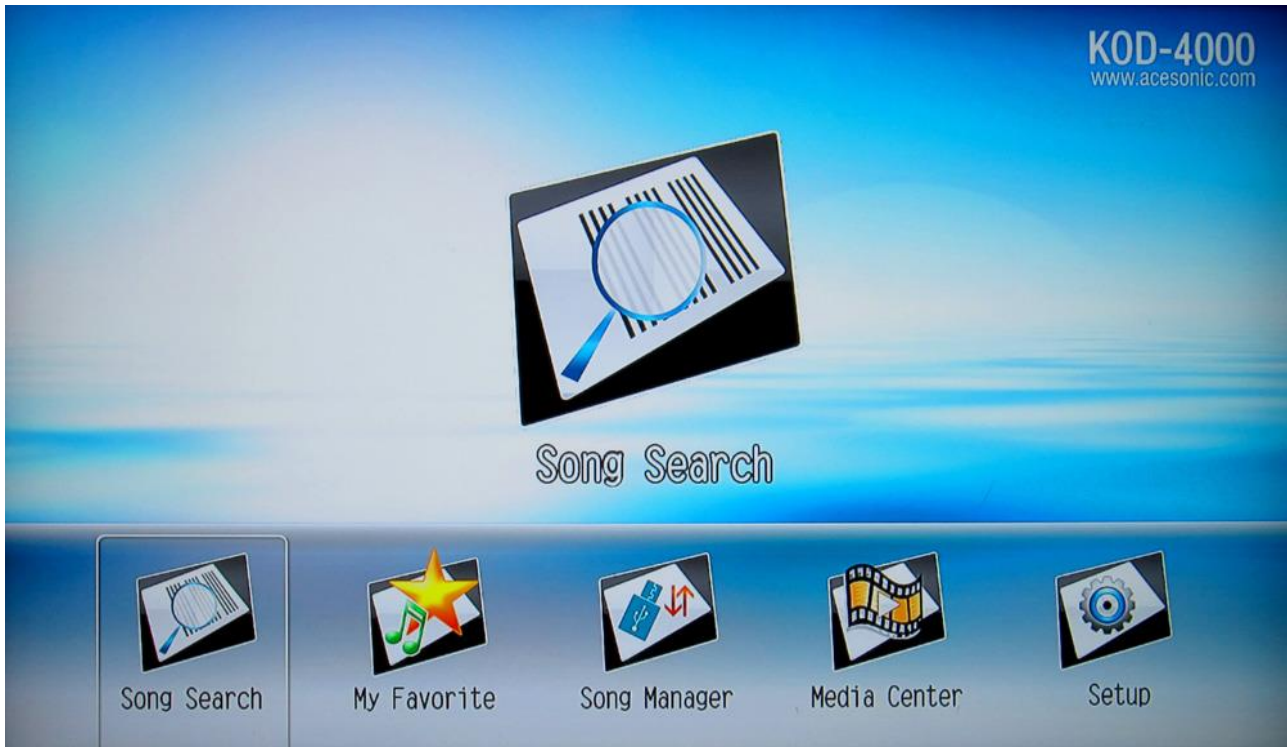 KOD-4000
www.acesonic.com
Song Search
Song Search
My Favorite
Song Manager
Media Center
Setup